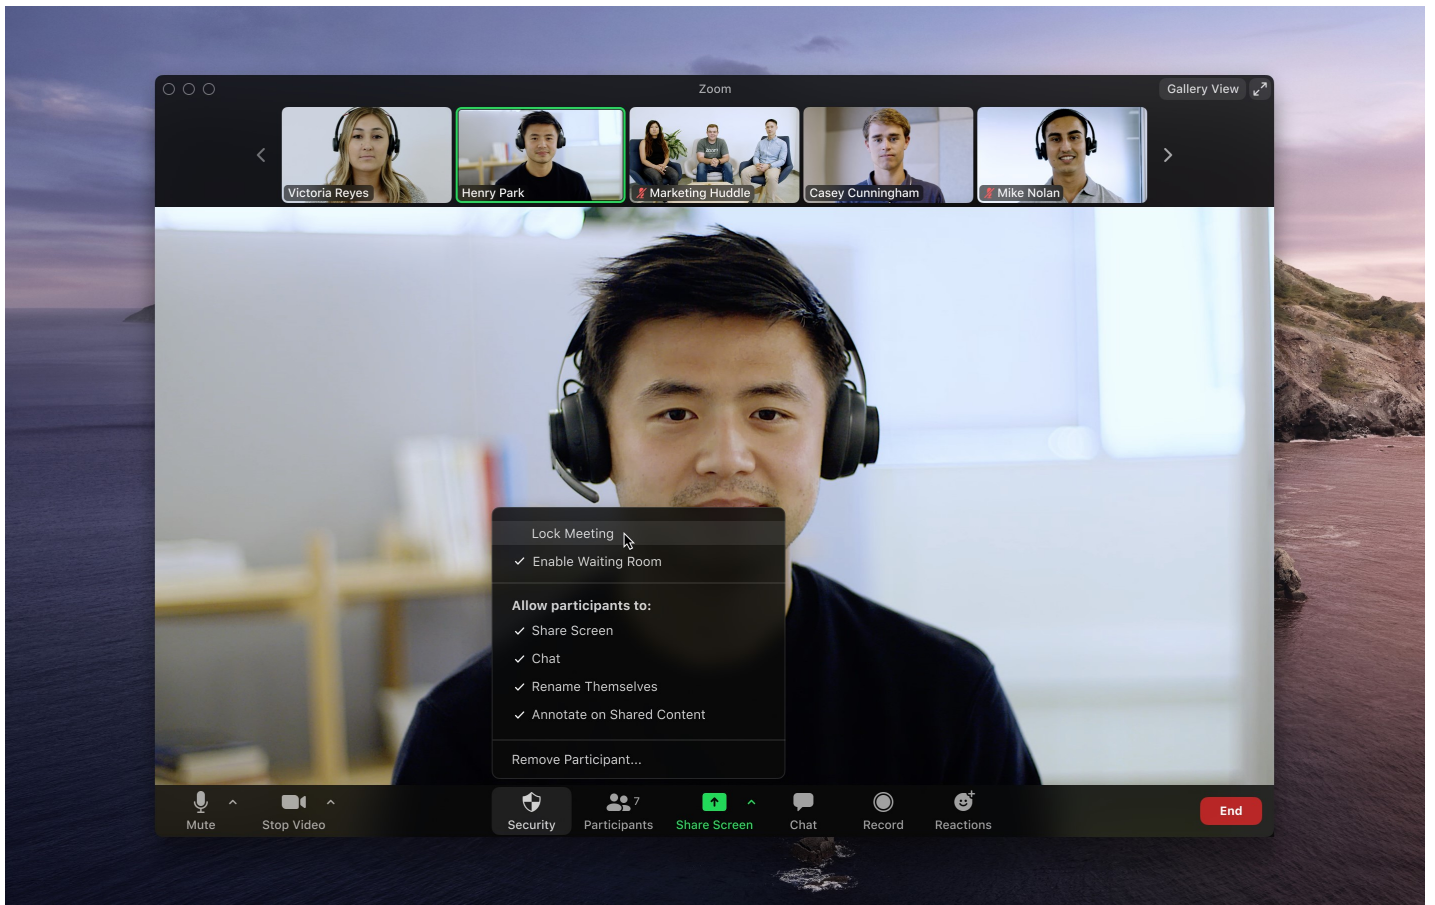 Zoom
Gallery View
Victoria Reyes
Henry Park
Marketing Huddle
Casey Cunningham
Mike Nolan
Lock Meeting
Enable Waiting Room
Allow participants to:
Share Screen
Chat
Rename Themselves
Annotate on Shared Content
Remove Participant...
Mute
Stop Video
Security
7
Participants
Share Screen
Chat
Record
Reactions
End